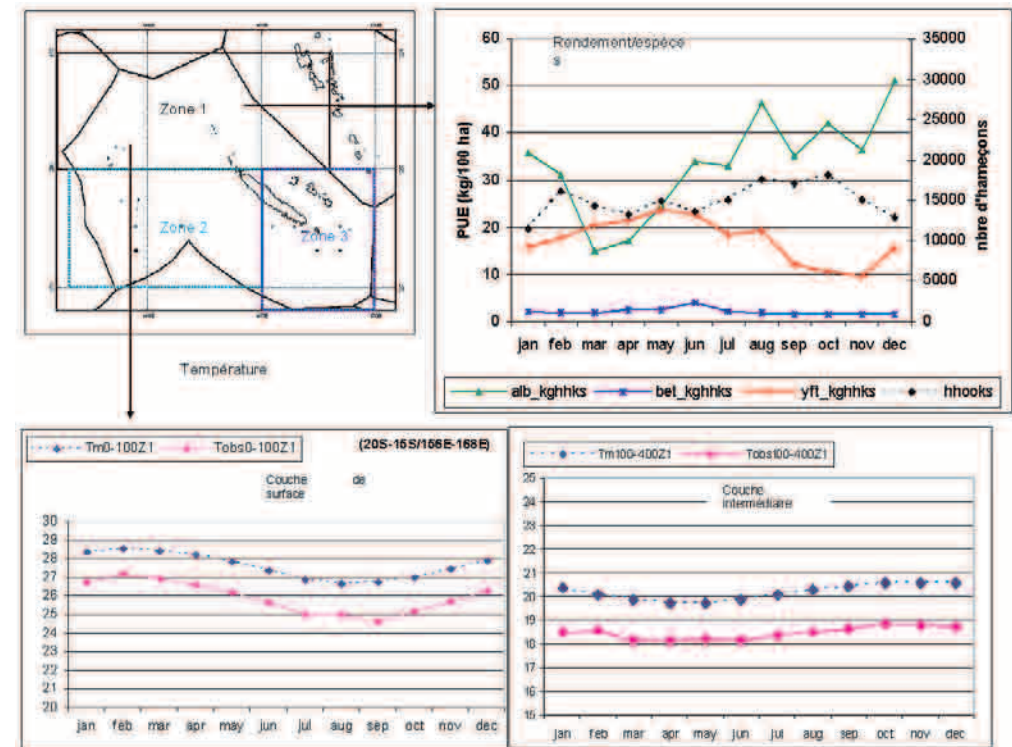 Zone 1
Zone 2
Zone 3
Température
Rendement/espèce
s
PUE (kg/100 ha)
nbre d'hameçons
60
50
40
30
20
10
0
35000
30000
25000
20000
15000
10000
5000
0
jan feb mar apr may jun jul aug sep oct nov dec
alb_kghhks bet_kghhks yft_kghhks hhooks
Tm0-100Z1 Tobs0-100Z1
Couche de
surface
30
29
28
27
26
25
24
23
22
21
20
jan feb mar apr may jun jul aug sep oct nov dec
Tm100-400Z1 Tobs100-400Z1
Couche
intermédiaire
25
24
23
22
21
20
19
18
17
16
15
jan feb mar apr may jun jul aug sep oct nov dec